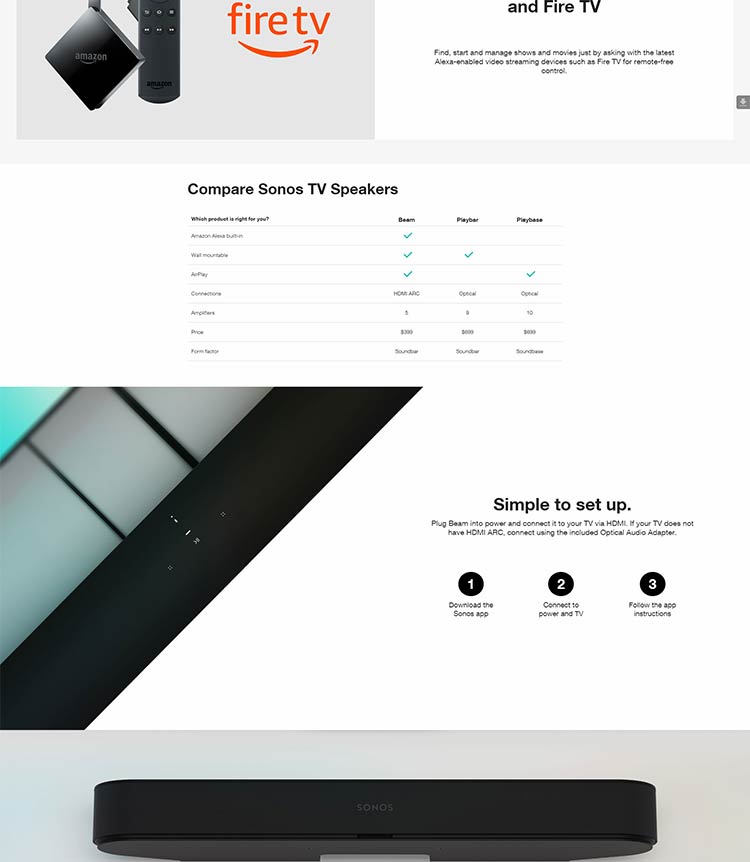 and Fire TV
amazon
fire tv
amazon
Find, start and manage shows and movies just by asking with the latest
Alexa-enabled video streaming devices such as Fire TV for remote-free
control.
Compare Sonos TV Speakers
Which product is right for you? Beam Playbar Playbase
Amazon Alexa built-in
Wall mountable
AirPlay
Connections HDMI ARC Optical Optical
Amplifiers 5 9 10
Price $399 $699 $699
Form factor Soundbar Soundbar Soundbase
Simple to set up.
Plug Beam into power and connect it to your TV via HDMI. If your TV does not
have HDMI ARC, connect using the included Optical Audio Adapter.
1 2 3
Download the Connect to Follow the app
Sonos app power and TV instructions
SONOS